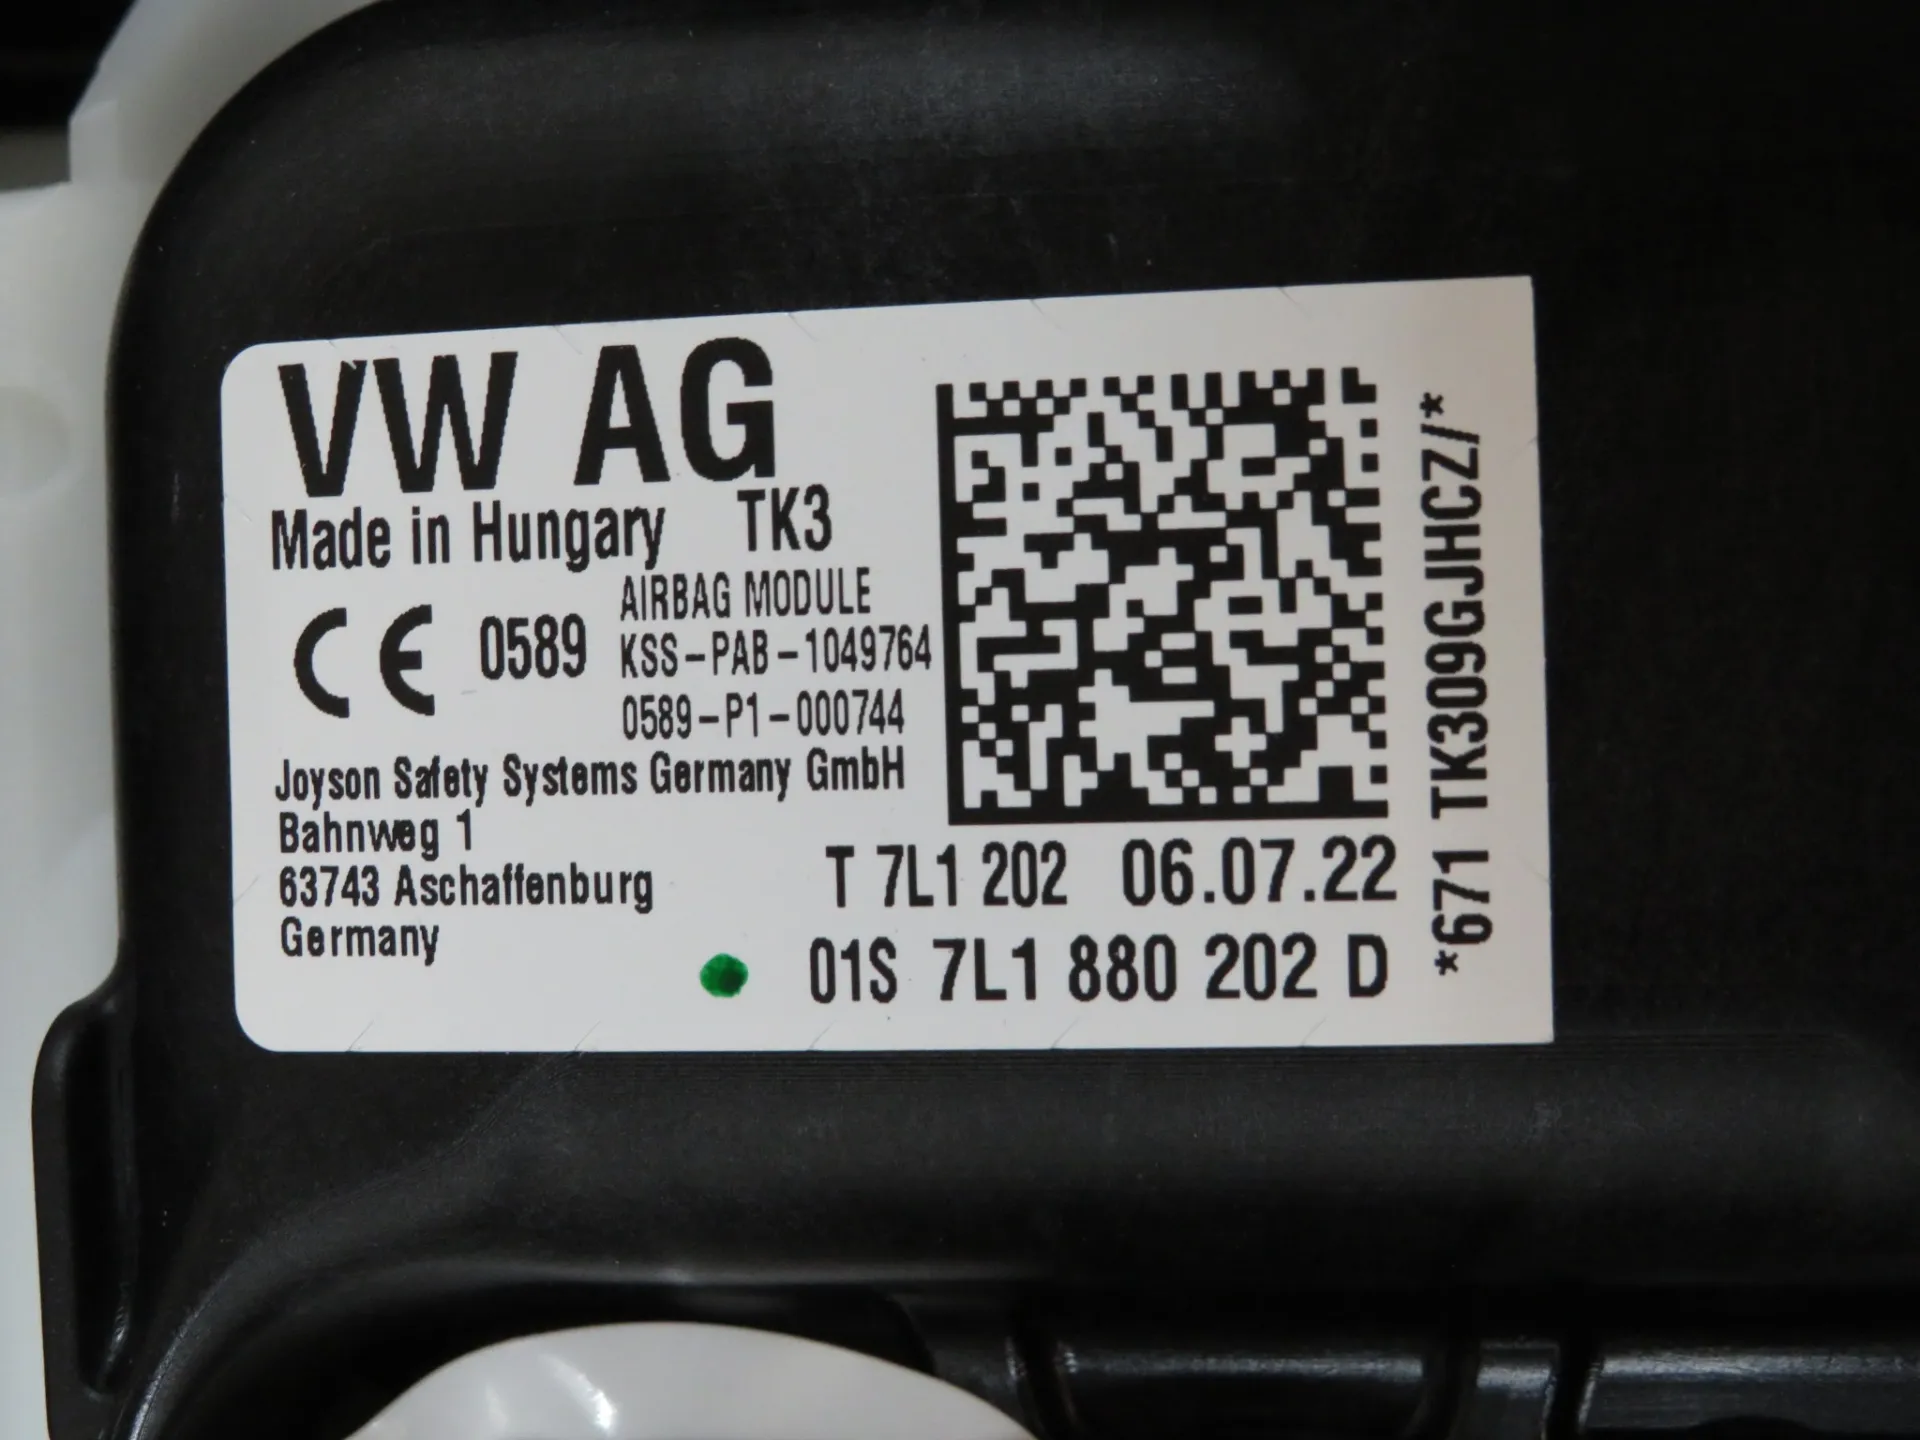 VW AG
Made in Hungary TK3
CE 0589
AIRBAG MODULE
KSS-PAB-1049764
0589-P1-000744
Joyson Safety Systems Germany GmbH
Bahnweg 1
63743 Aschaffenburg
Germany
T 7L1 202 06.07.22
01S 7L1 880 202 D
*671 TK309GJHCZ/*